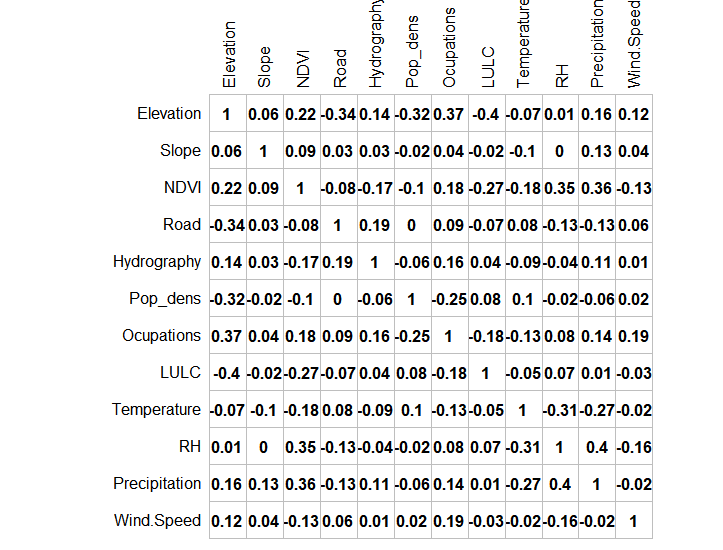 Elevation Slope NDVI Road Hydrography Pop_dens Ocupations LULC Temperature RH Precipitation Wind.Speed
Elevation 1 0.06 0.22 -0.34 0.14 -0.32 0.37 -0.4 -0.07 0.01 0.16 0.12
Slope 0.06 1 0.09 0.03 0.03 -0.02 0.04 -0.02 -0.1 0 0.13 0.04
NDVI 0.22 0.09 1 -0.08 -0.17 -0.1 0.18 -0.27 -0.18 0.35 0.36 -0.13
Road -0.34 0.03 -0.08 1 0.19 0 0.09 -0.07 0.08 -0.13 -0.13 0.06
Hydrography 0.14 0.03 -0.17 0.19 1 -0.06 0.16 0.04 -0.09 -0.04 0.11 0.01
Pop_dens -0.32 -0.02 -0.1 0 -0.06 1 -0.25 0.08 0.1 -0.02 -0.06 0.02
Ocupations 0.37 0.04 0.18 0.09 0.16 -0.25 1 -0.18 -0.13 0.08 0.14 0.19
LULC -0.4 -0.02 -0.27 -0.07 0.04 0.08 -0.18 1 -0.05 0.07 0.01 -0.03
Temperature -0.07 -0.1 -0.18 0.08 -0.09 0.1 -0.13 -0.05 1 -0.31 -0.27 -0.02
RH 0.01 0 0.35 -0.13 -0.04 -0.02 0.08 0.07 -0.31 1 0.4 -0.16
Precipitation 0.16 0.13 0.36 -0.13 0.11 -0.06 0.14 0.01 -0.27 0.4 1 -0.02
Wind.Speed 0.12 0.04 -0.13 0.06 0.01 0.02 0.19 -0.03 -0.02 -0.16 -0.02 1